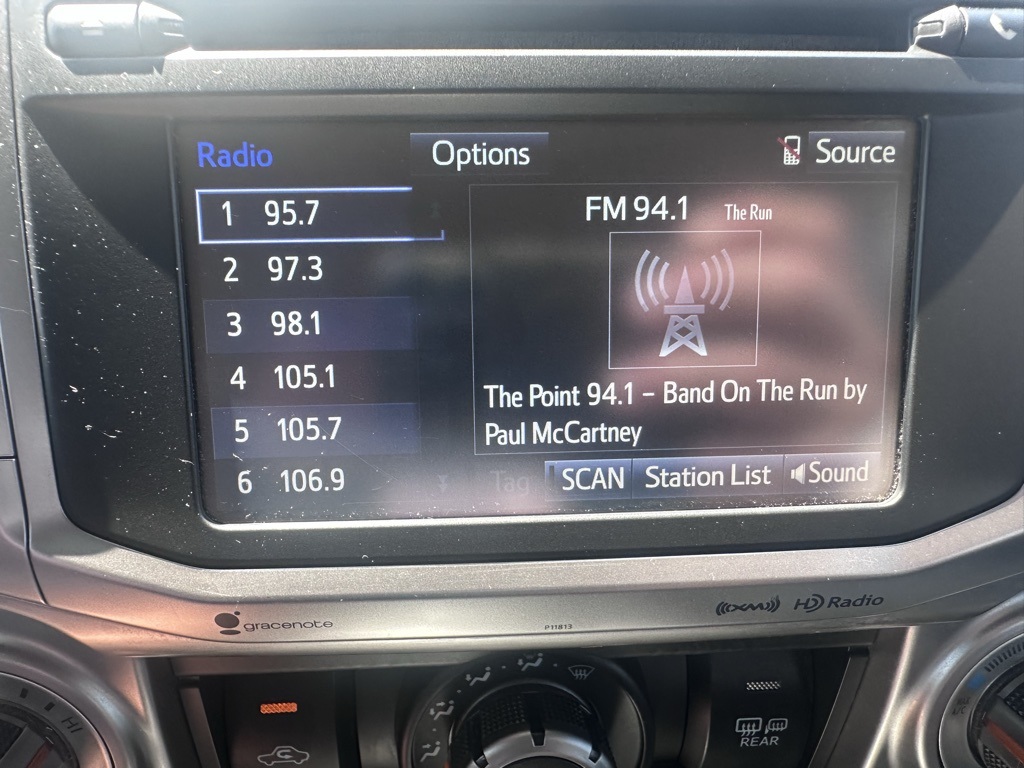 Radio Options Source
1 95.7
2 97.3
3 98.1
4 105.1
5 105.7
6 106.9
FM 94.1 The Run
The Point 94.1 – Band On The Run by
Paul McCartney
Tag SCAN Station List Sound
gracenote P11813 ((XM)) HD Radio
HI
REAR